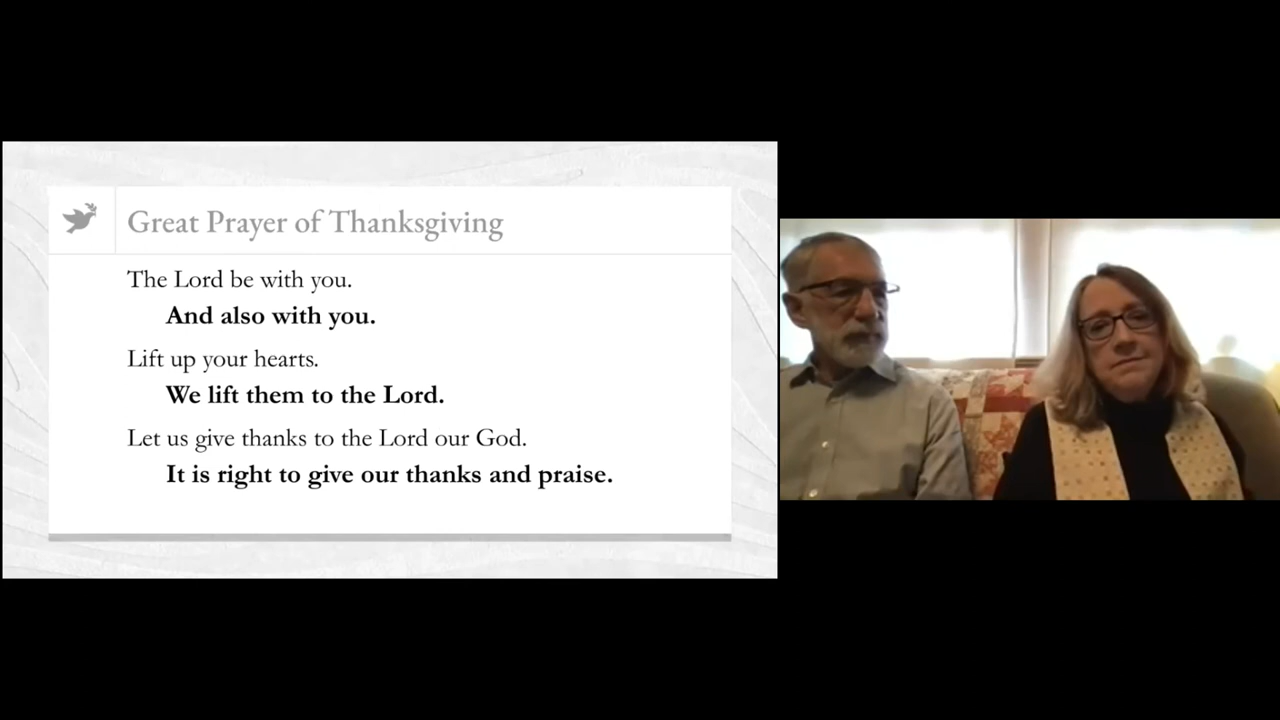 Great Prayer of Thanksgiving
The Lord be with you.
And also with you.
Lift up your hearts.
We lift them to the Lord.
Let us give thanks to the Lord our God.
It is right to give our thanks and praise.